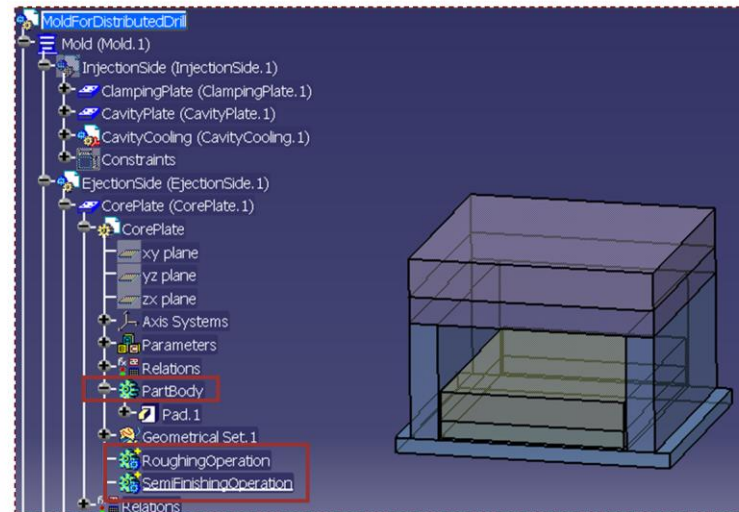 MoldForDistributedDrill
Mold (Mold.1)
InjectionSide (InjectionSide.1)
ClampingPlate (ClampingPlate.1)
CavityPlate (CavityPlate.1)
CavityCooling (CavityCooling.1)
Constraints
EjectionSide (EjectionSide.1)
CorePlate (CorePlate.1)
CorePlate
xy plane
yz plane
zx plane
Axis Systems
Parameters
Relations
PartBody
Pad.1
Geometrical Set.1
RoughingOperation
SemiFinishingOperation
Relations